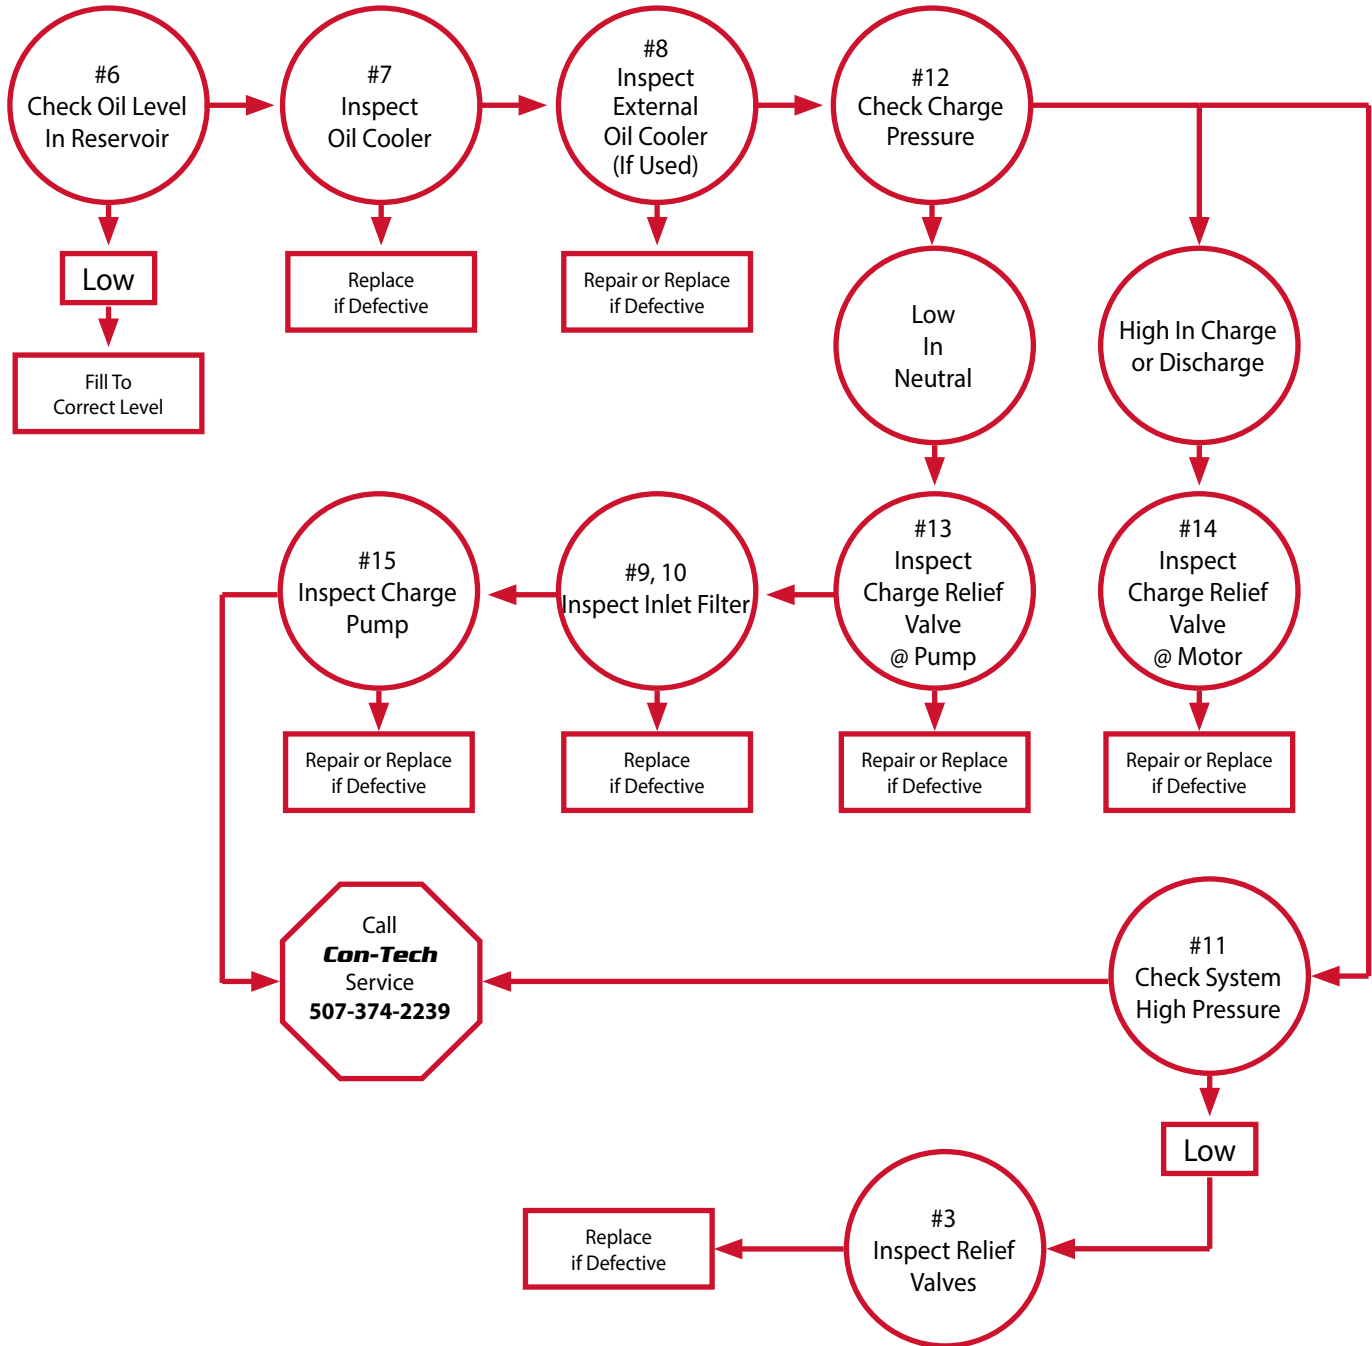 #6
Check Oil Level
In Reservoir
#7
Inspect
Oil Cooler
#8
Inspect
External
Oil Cooler
(If Used)
#12
Check Charge
Pressure
Low
Fill To
Correct Level
Replace
if Defective
Repair or Replace
if Defective
Low
In
Neutral
High In Charge
or Discharge
#15
Inspect Charge
Pump
#9, 10
Inspect Inlet Filter
#13
Inspect
Charge Relief
Valve
@ Pump
#14
Inspect
Charge Relief
Valve
@ Motor
Repair or Replace
if Defective
Replace
if Defective
Repair or Replace
if Defective
Repair or Replace
if Defective
Call
Con-Tech
Service
507-374-2239
#11
Check System
High Pressure
Low
#3
Inspect Relief
Valves
Replace
if Defective